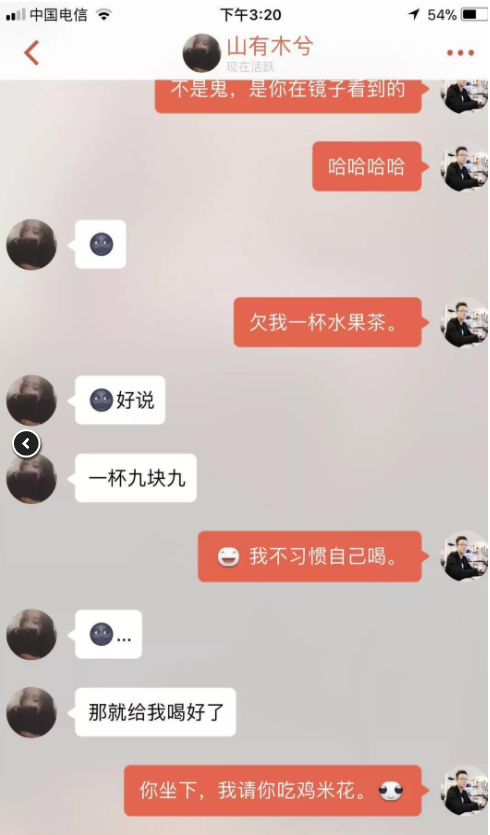 中国电信
下午3:20
54%
山有木兮
现在活跃
不是鬼，是你在镜子看到的
哈哈哈哈
🌚
欠我一杯水果茶。
🌚好说
一杯九块九
我不习惯自己喝。
🌚...
那就给我喝好了
你坐下，我请你吃鸡米花。